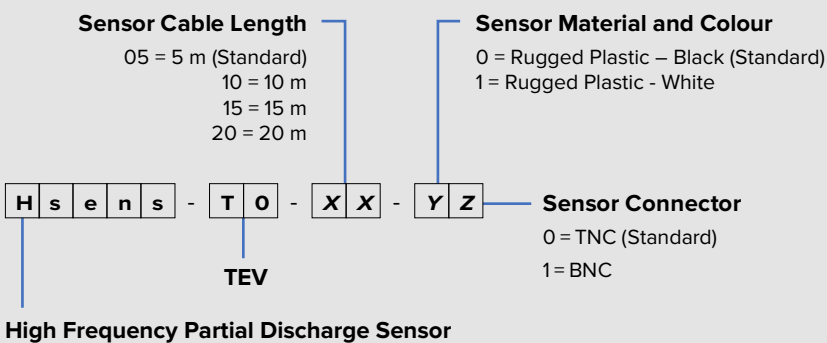 Sensor Cable Length
05 = 5 m (Standard)
10 = 10 m
15 = 15 m
20 = 20 m
Sensor Material and Colour
0 = Rugged Plastic – Black (Standard)
1 = Rugged Plastic - White
H s e n s - T 0 - X X - Y Z
Sensor Connector
0 = TNC (Standard)
1 = BNC
TEV
High Frequency Partial Discharge Sensor